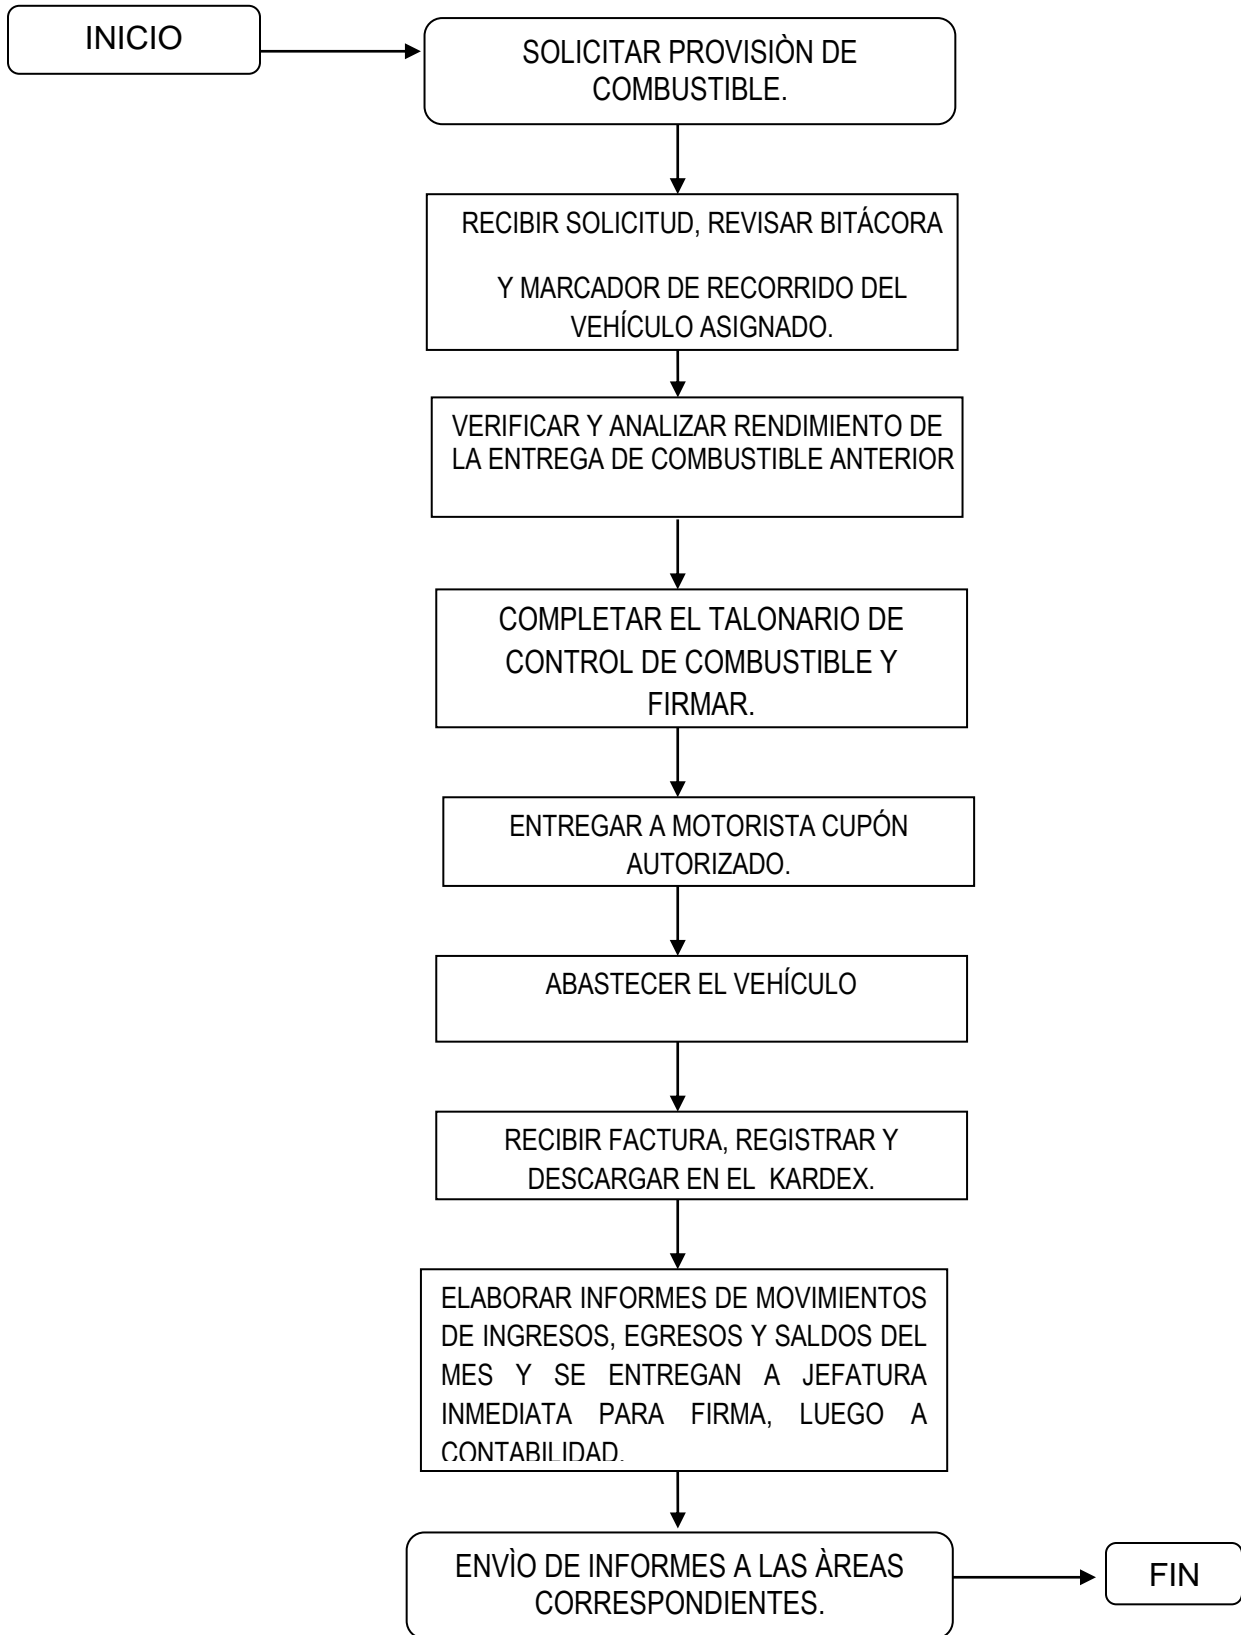 INICIO
SOLICITAR PROVISIÒN DE
COMBUSTIBLE.
RECIBIR SOLICITUD, REVISAR BITÁCORA
Y MARCADOR DE RECORRIDO DEL
VEHÍCULO ASIGNADO.
VERIFICAR Y ANALIZAR RENDIMIENTO DE
LA ENTREGA DE COMBUSTIBLE ANTERIOR
COMPLETAR EL TALONARIO DE
CONTROL DE COMBUSTIBLE Y
FIRMAR.
ENTREGAR A MOTORISTA CUPÓN
AUTORIZADO.
ABASTECER EL VEHÍCULO
RECIBIR FACTURA, REGISTRAR Y
DESCARGAR EN EL KARDEX.
ELABORAR INFORMES DE MOVIMIENTOS
DE INGRESOS, EGRESOS Y SALDOS DEL
MES Y SE ENTREGAN A JEFATURA
INMEDIATA PARA FIRMA, LUEGO A
CONTABILIDAD.
ENVÌO DE INFORMES A LAS ÀREAS
CORRESPONDIENTES.
FIN